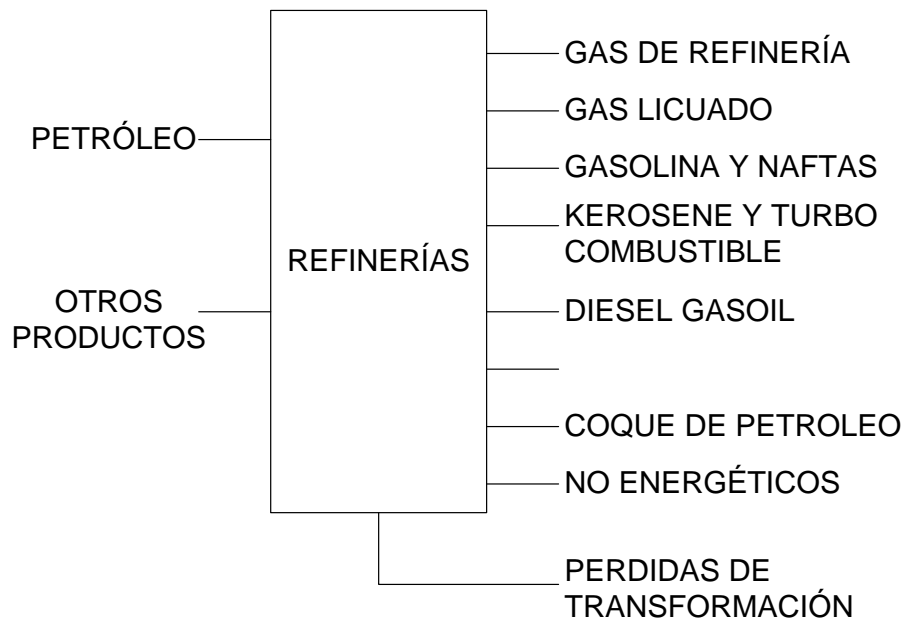 GAS DE REFINERÍA
GAS LICUADO
PETRÓLEO
GASOLINA Y NAFTAS
KEROSENE Y TURBO
COMBUSTIBLE
REFINERÍAS
OTROS
PRODUCTOS
DIESEL GASOIL
COQUE DE PETROLEO
NO ENERGÉTICOS
PERDIDAS DE
TRANSFORMACIÓN